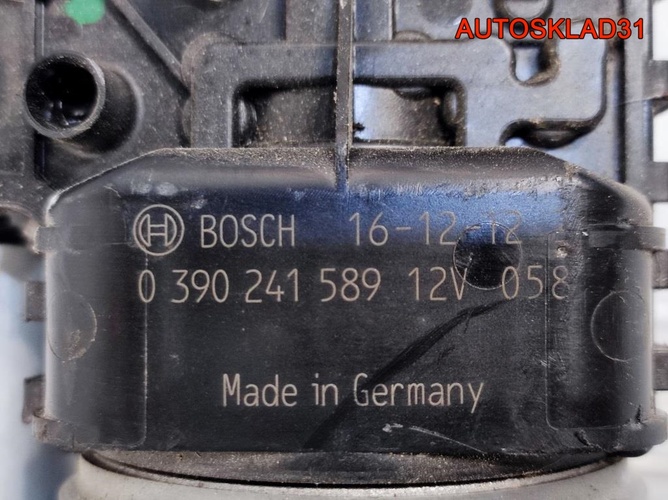 AUTOSKLAD31
BOSCH 16-12-12
0 390 241 589 12V 058
Made in Germany